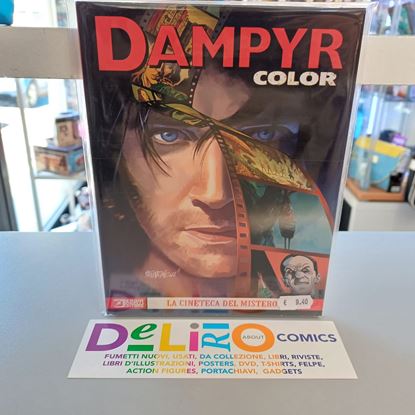 DAMPYR
COLOR
LA CINETECA DEL MISTERO
€ 9,40
DeLiRiO ABOUT COMICS
FUMETTI NUOVI, USATI, DA COLLEZIONE, LIBRI, RIVISTE,
LIBRI D'ILLUSTRAZIONI, POSTERS, DVD, T-SHIRTS, FELPE,
ACTION FIGURES, PORTACHIAVI, GADGETS